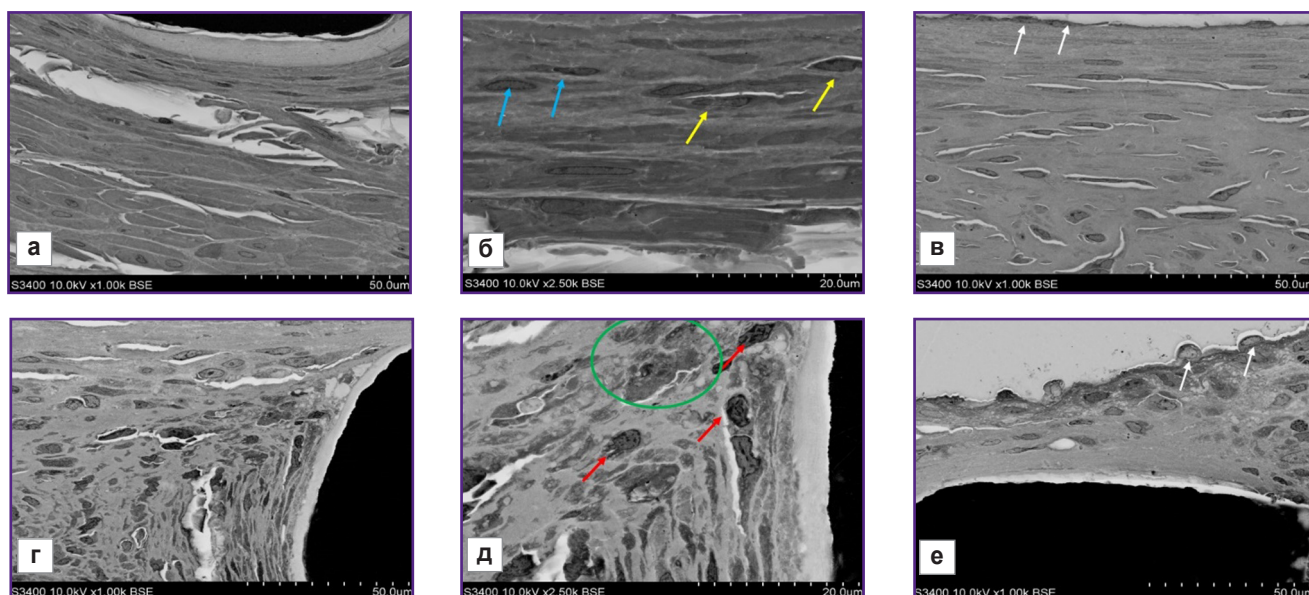 а
S3400 10.0kV x1.00k BSE 50.0um
б
S3400 10.0kV x2.50k BSE 20.0um
в
S3400 10.0kV x1.00k BSE 50.0um
г
S3400 10.0kV x1.00k BSE 50.0um
д
S3400 10.0kV x2.50k BSE 20.0um
е
S3400 10.0kV x1.00k BSE 50.0um